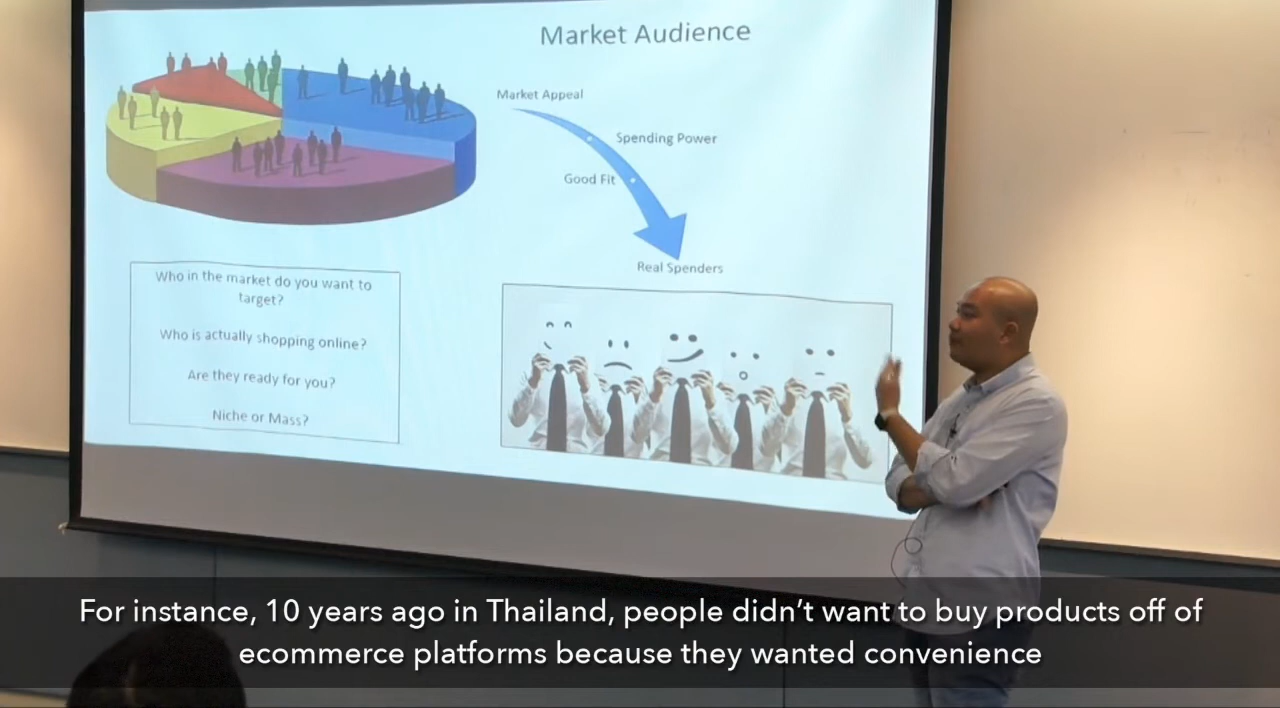 Market Audience
Market Appeal
Spending Power
Good Fit
Real Spenders
Who in the market do you want to
target?
Who is actually shopping online?
Are they ready for you?
Niche or Mass?
For instance, 10 years ago in Thailand, people didn’t want to buy products off of
ecommerce platforms because they wanted convenience